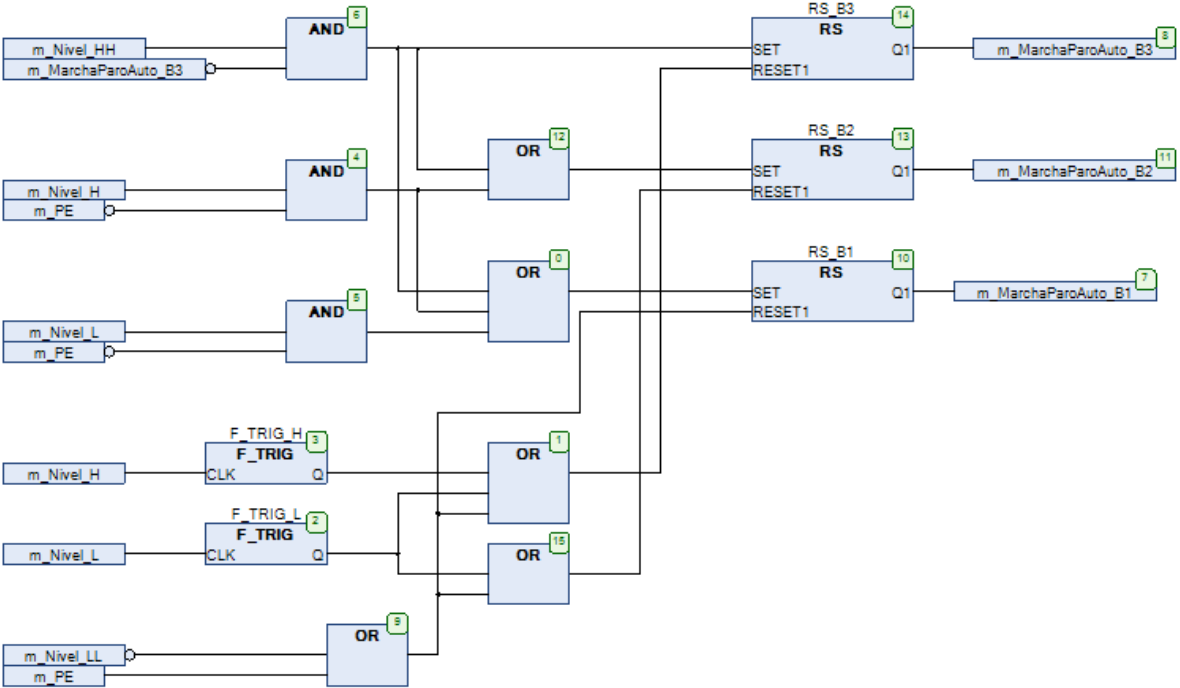 RS_B3
6
14
AND
RS
8
m_Nivel_HH
SET
Q1
m_MarchaParoAuto_B3
m_MarchaParoAuto_B3
RESET1
RS_B2
12
13
4
OR
RS
11
AND
SET
Q1
m_MarchaParoAuto_B2
m_Nivel_H
RESET1
m_PE
RS_B1
0
10
OR
RS
7
5
SET
Q1
m_MarchaParoAuto_B1
AND
RESET1
m_Nivel_L
m_PE
F_TRIG_H
3
1
F_TRIG
OR
m_Nivel_H
CLK
Q
F_TRIG_L
2
F_TRIG
15
m_Nivel_L
CLK
Q
OR
9
OR
m_Nivel_LL
m_PE